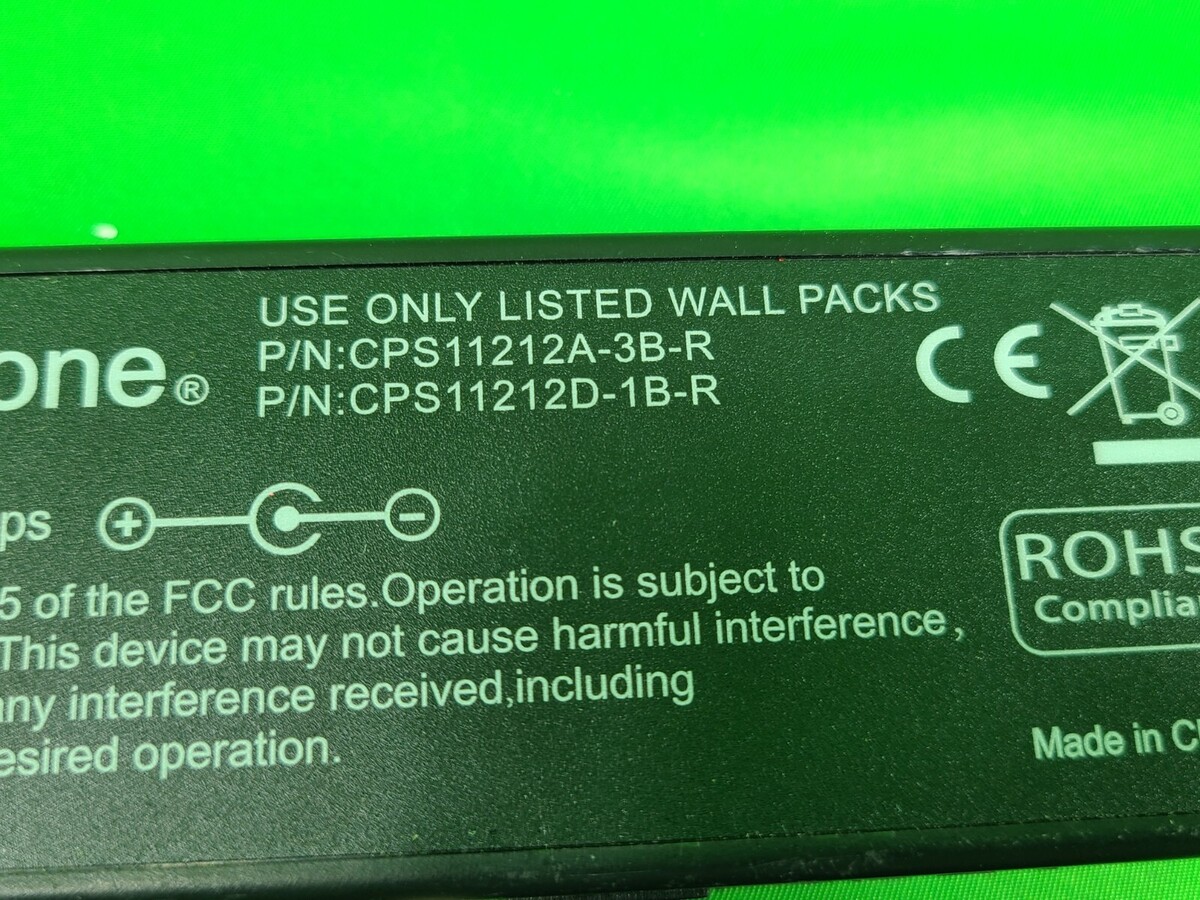 USE ONLY LISTED WALL PACKS
one®
P/N:CPS11212A-3B-R
P/N:CPS11212D-1B-R
CE
ps
5 of the FCC rules.Operation is subject to
This device may not cause harmful interference,
any interference received,including
esired operation.
ROHS
Complia
Made in C